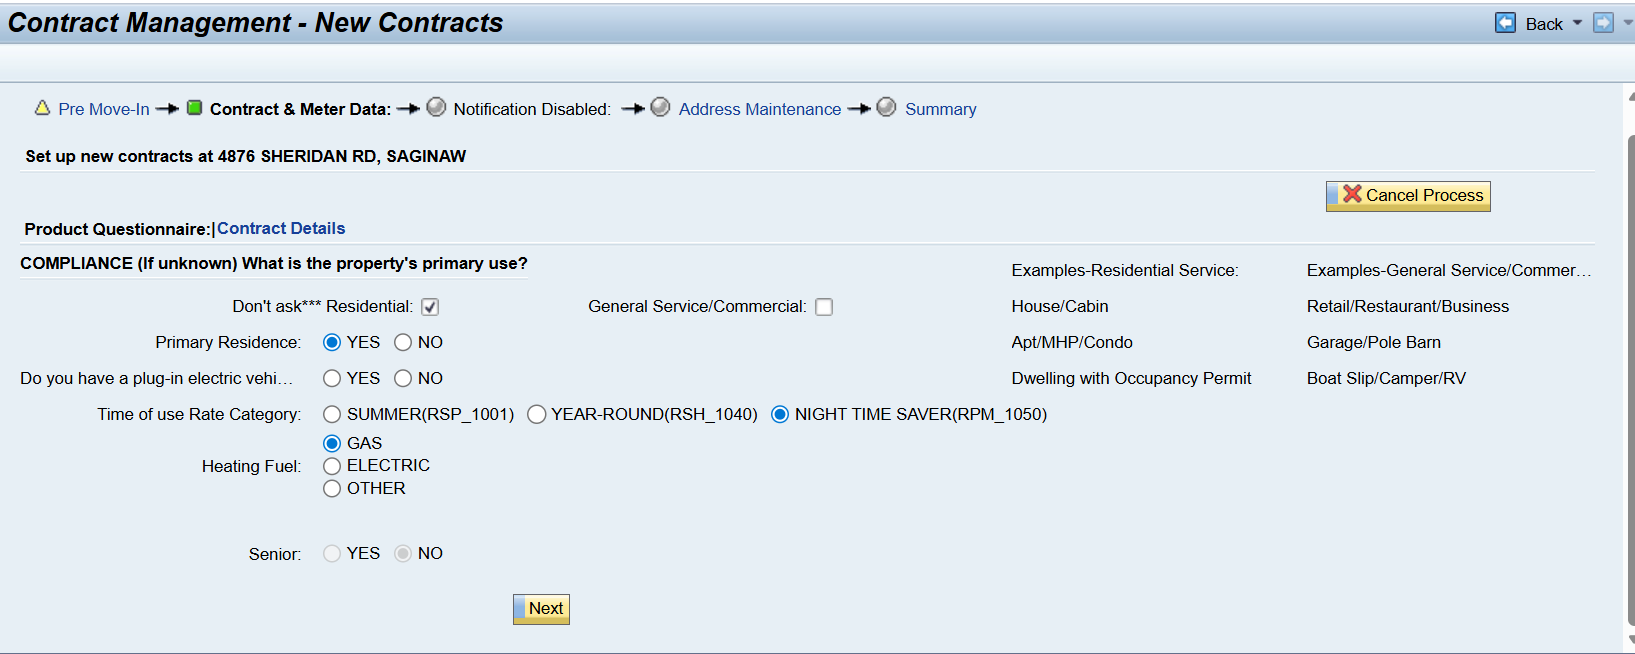 Contract Management - New Contracts
Back
Pre Move-In Contract & Meter Data: Notification Disabled: Address Maintenance Summary
Set up new contracts at 4876 SHERIDAN RD, SAGINAW
Cancel Process
Product Questionnaire:|Contract Details
COMPLIANCE (If unknown) What is the property's primary use? Examples-Residential Service: Examples-General Service/Commer…
Don't ask*** Residential: General Service/Commercial: House/Cabin Retail/Restaurant/Business
Primary Residence: YES NO Apt/MHP/Condo Garage/Pole Barn
Do you have a plug-in electric vehi… YES NO Dwelling with Occupancy Permit Boat Slip/Camper/RV
Time of use Rate Category: SUMMER(RSP_1001) YEAR-ROUND(RSH_1040) NIGHT TIME SAVER(RPM_1050)
GAS
Heating Fuel: ELECTRIC
OTHER
Senior: YES NO
Next